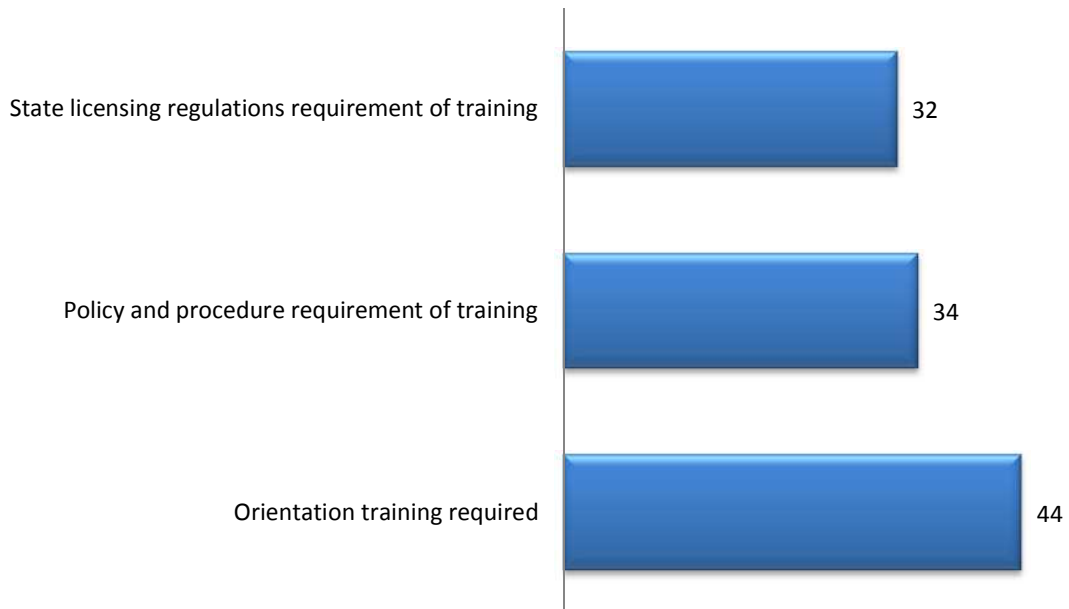 State licensing regulations requirement of training
32
Policy and procedure requirement of training
34
Orientation training required
44